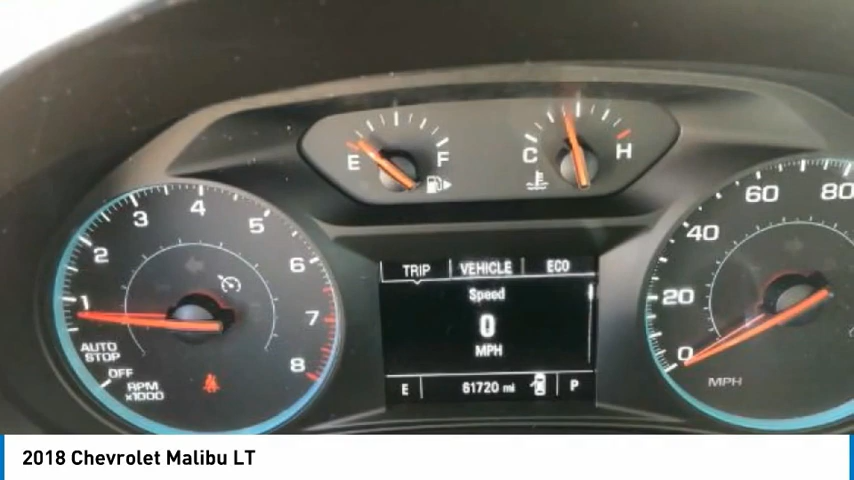 E F
C H
1 2 3 4 5 6 7 8
AUTO
STOP
OFF
RPM
x1000
TRIP VEHICLE ECO
Speed
0
MPH
E 61720 mi P
0 20 40 60 80
MPH
2018 Chevrolet Malibu LT